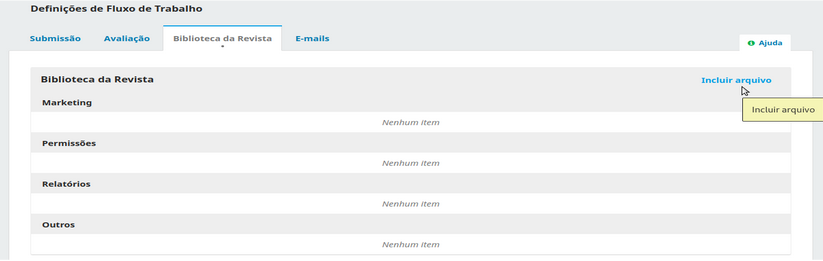 Definições de Fluxo de Trabalho
Submissão Avaliação Biblioteca da Revista E-mails
Ajuda
Biblioteca da Revista Incluir arquivo
Marketing
Incluir arquivo
Nenhum Item
Permissões
Nenhum Item
Relatórios
Nenhum Item
Outros
Nenhum Item